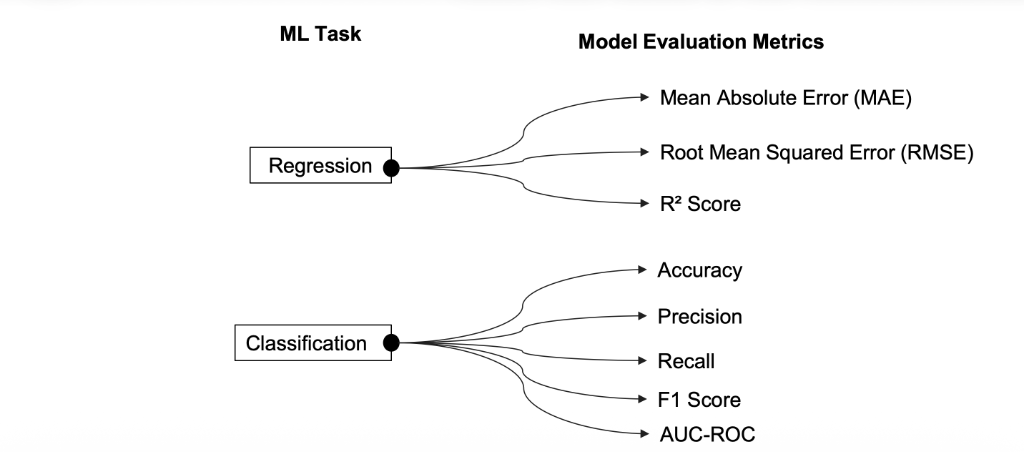 ML Task
Model Evaluation Metrics
Regression
Mean Absolute Error (MAE)
Root Mean Squared Error (RMSE)
R² Score
Classification
Accuracy
Precision
Recall
F1 Score
AUC-ROC